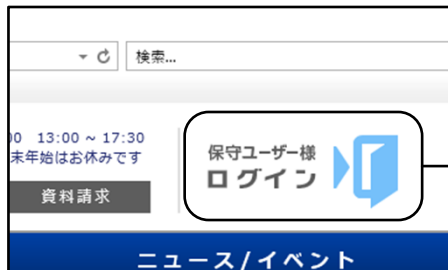 検索...
00 13:00 ~ 17:30
末年始はお休みです
資料請求
保守ユーザー様
ログイン
ニュース/イベント